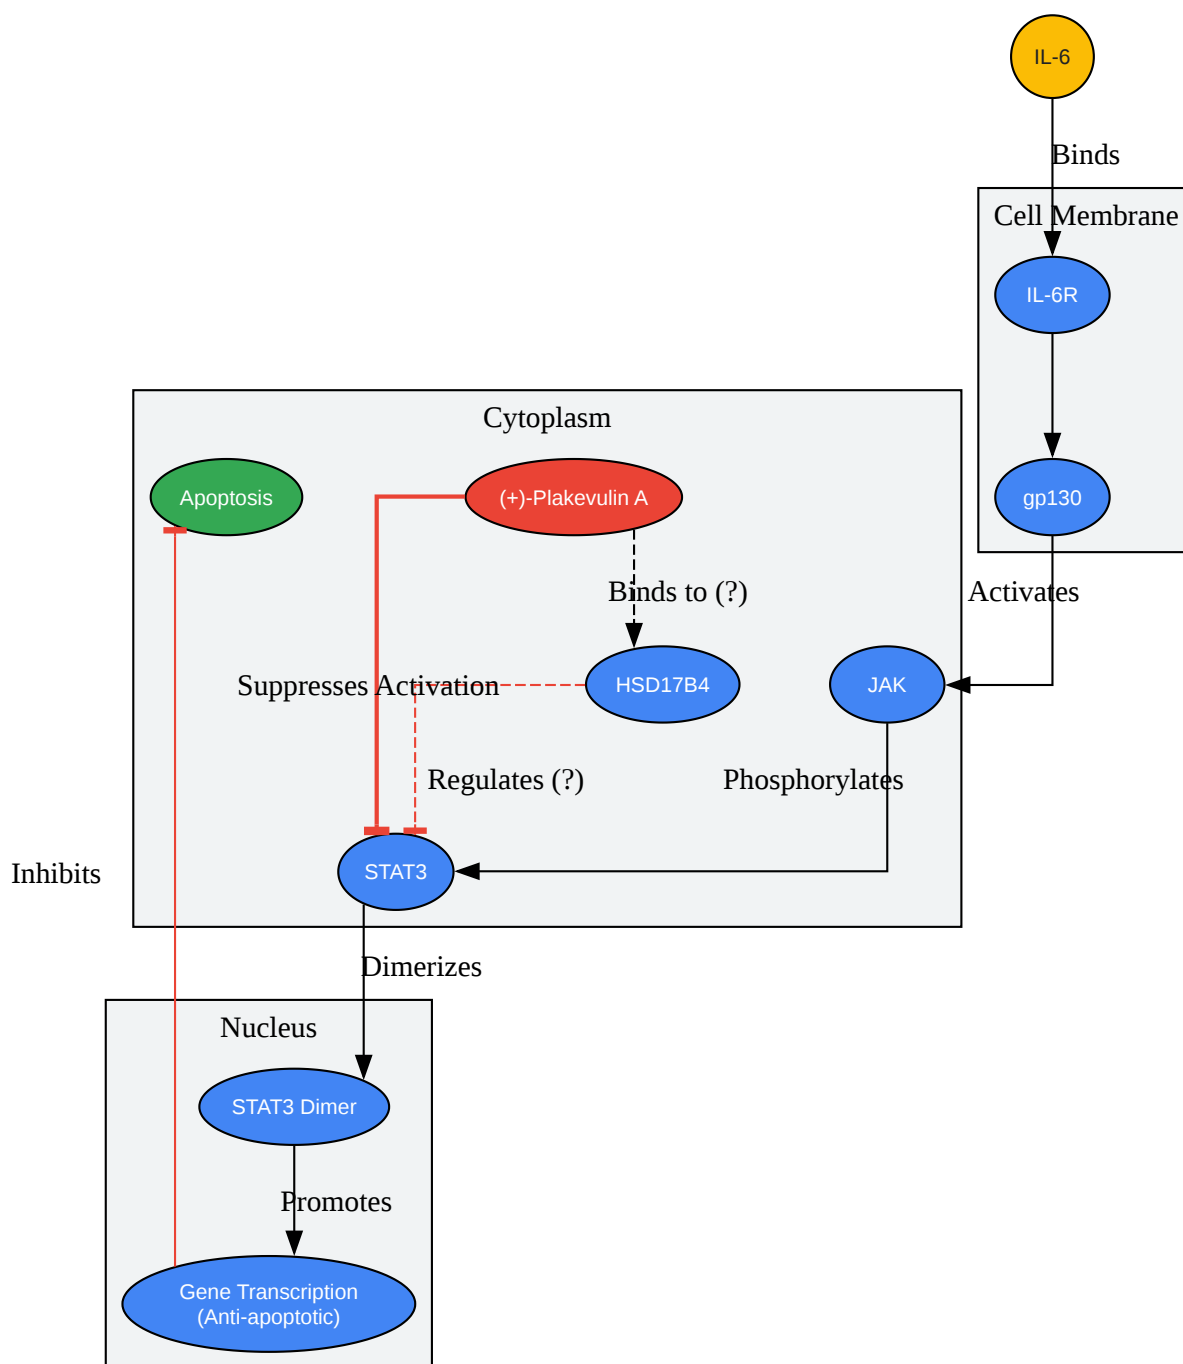 IL-6
Binds
Cell Membrane
IL-6R
Cytoplasm
Apoptosis
(+)-Plakevulin A
gp130
Binds to (?)
Activates
Suppresses Activation
HSD17B4
JAK
Regulates (?)
Phosphorylates
STAT3
Inhibits
Dimerizes
Nucleus
STAT3 Dimer
Promotes
Gene Transcription
(Anti-apoptotic)